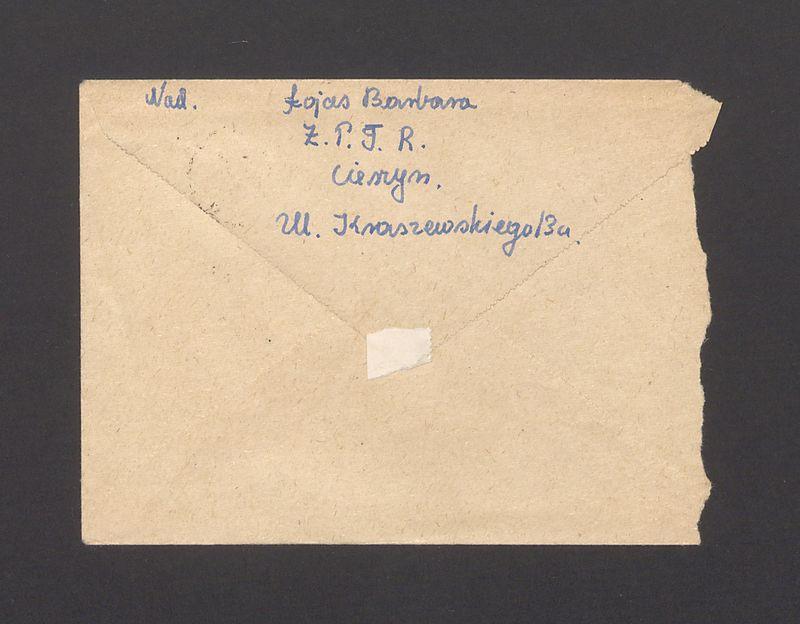 Nad. Łojas Barbara
Z. P. T. R.
Cieszyn.
Ul. Kraszewskiego 13a.